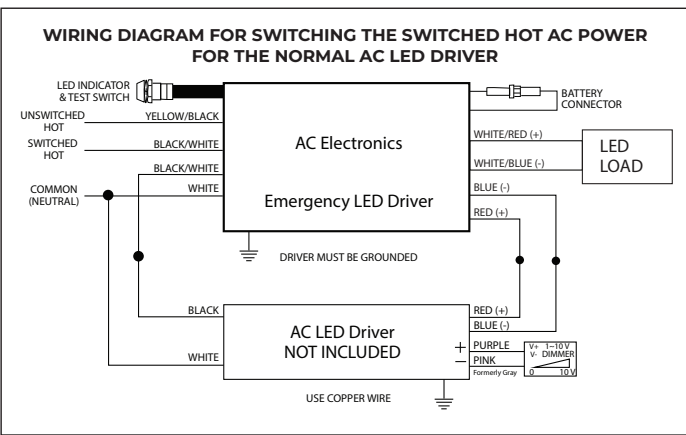 WIRING DIAGRAM FOR SWITCHING THE SWITCHED HOT AC POWER
FOR THE NORMAL AC LED DRIVER
LED INDICATOR
& TEST SWITCH
UNSWITCHED
HOT
YELLOW/BLACK
SWITCHED
HOT
BLACK/WHITE
BLACK/WHITE
COMMON
(NEUTRAL)
WHITE
AC Electronics
Emergency LED Driver
BATTERY
CONNECTOR
WHITE/RED (+)
WHITE/BLUE (-)
LED
LOAD
BLUE (-)
RED (+)
DRIVER MUST BE GROUNDED
BLACK
WHITE
AC LED Driver
NOT INCLUDED
RED (+)
BLUE (-)
+ PURPLE
− PINK
Formerly Gray
V+ 1~10 V
V- DIMMER
0 10 V
USE COPPER WIRE